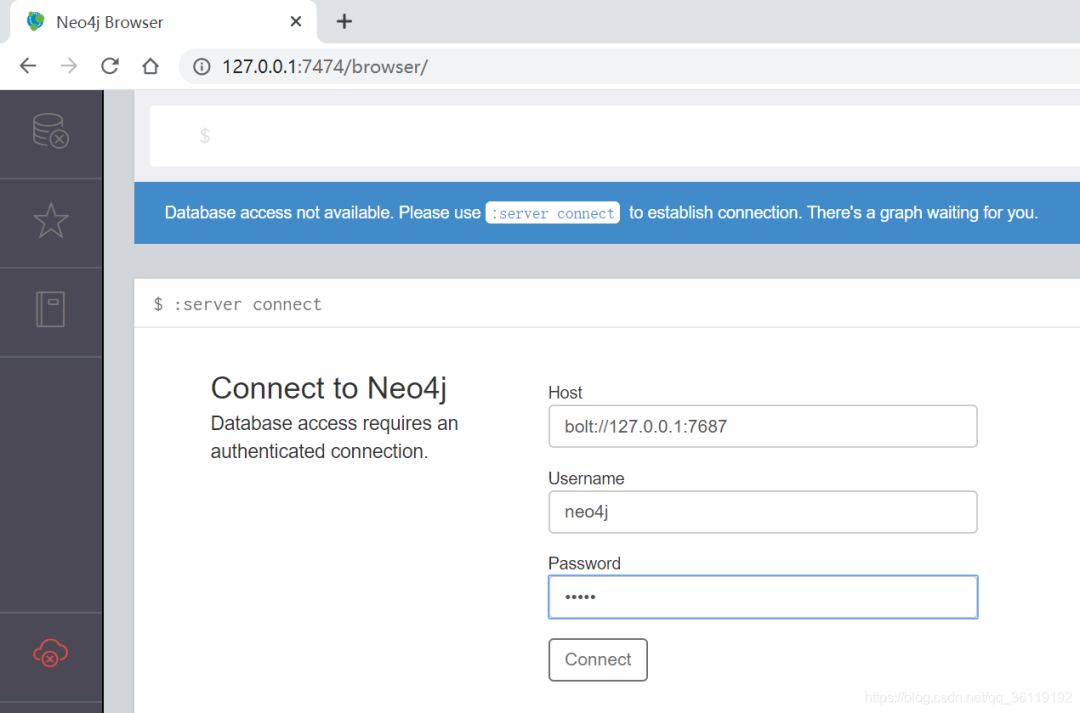 Neo4j Browser
127.0.0.1:7474/browser/
$
Database access not available. Please use :server connect to establish connection. There's a graph waiting for you.
$ :server connect
Connect to Neo4j
Database access requires an
authenticated connection.
Host
bolt://127.0.0.1:7687
Username
neo4j
Password
•••••
Connect
https://blog.csdn.net/qq_36119192